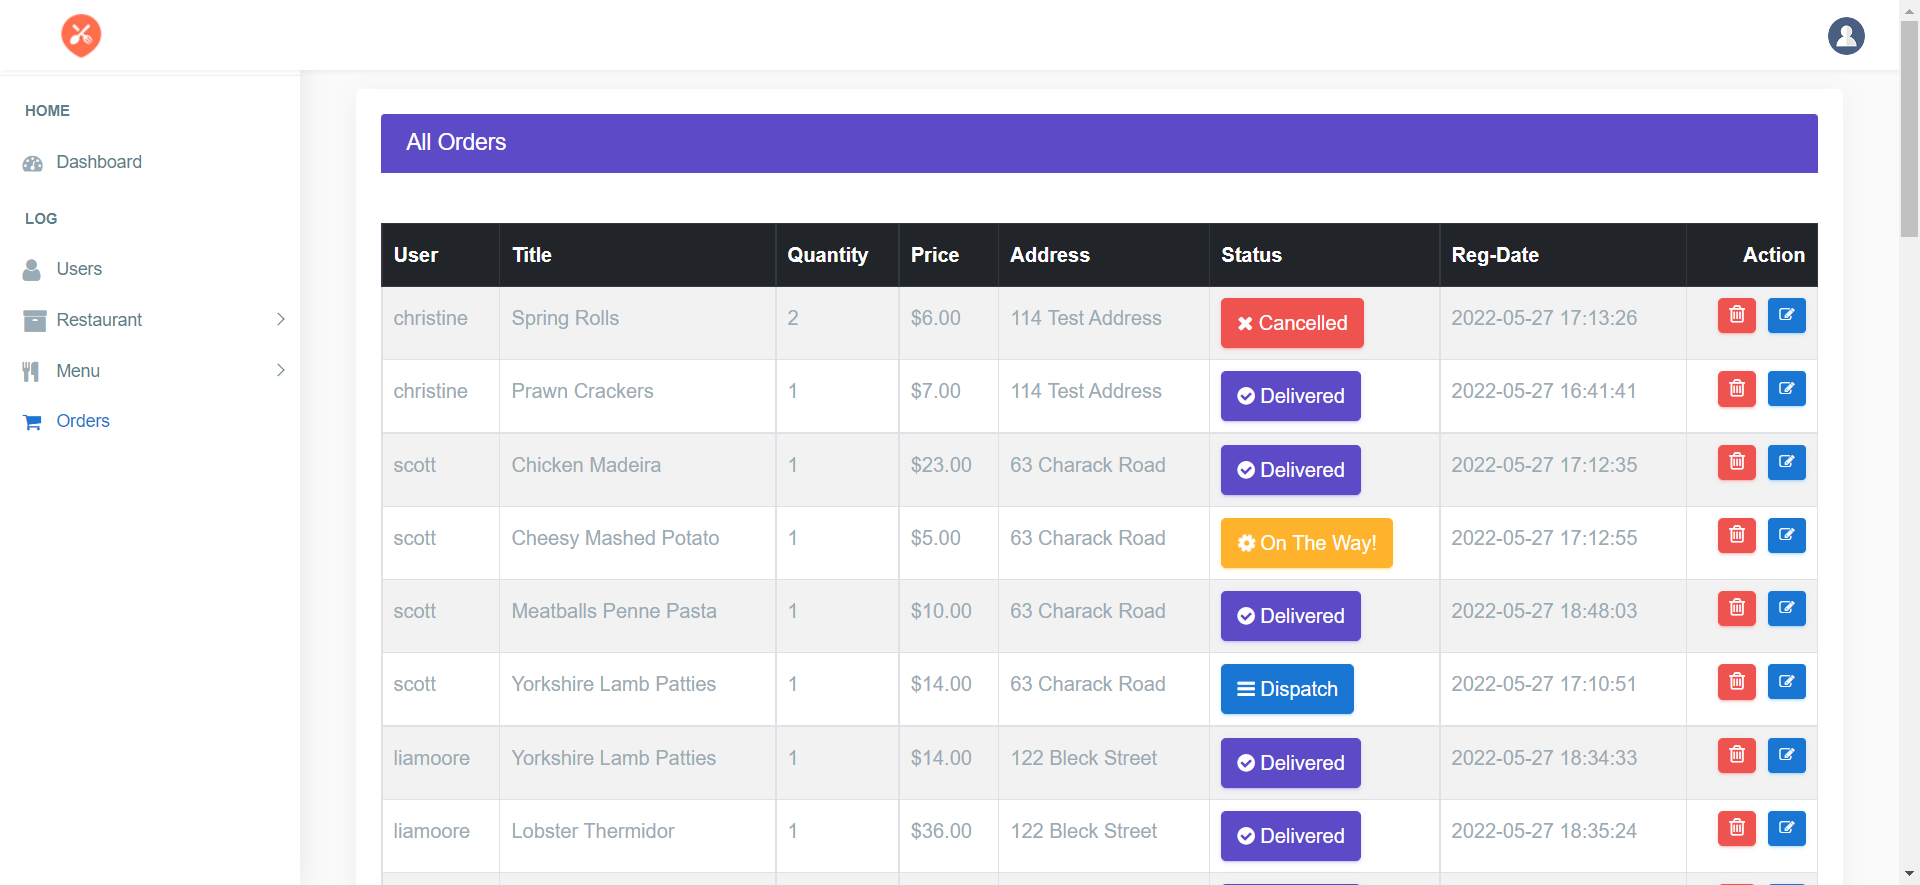 HOME
Dashboard
LOG
Users
Restaurant
Menu
Orders
All Orders
User Title Quantity Price Address Status Reg-Date Action
christine Spring Rolls 2 $6.00 114 Test Address Cancelled 2022-05-27 17:13:26
christine Prawn Crackers 1 $7.00 114 Test Address Delivered 2022-05-27 16:41:41
scott Chicken Madeira 1 $23.00 63 Charack Road Delivered 2022-05-27 17:12:35
scott Cheesy Mashed Potato 1 $5.00 63 Charack Road On The Way! 2022-05-27 17:12:55
scott Meatballs Penne Pasta 1 $10.00 63 Charack Road Delivered 2022-05-27 18:48:03
scott Yorkshire Lamb Patties 1 $14.00 63 Charack Road Dispatch 2022-05-27 17:10:51
liamoore Yorkshire Lamb Patties 1 $14.00 122 Bleck Street Delivered 2022-05-27 18:34:33
liamoore Lobster Thermidor 1 $36.00 122 Bleck Street Delivered 2022-05-27 18:35:24